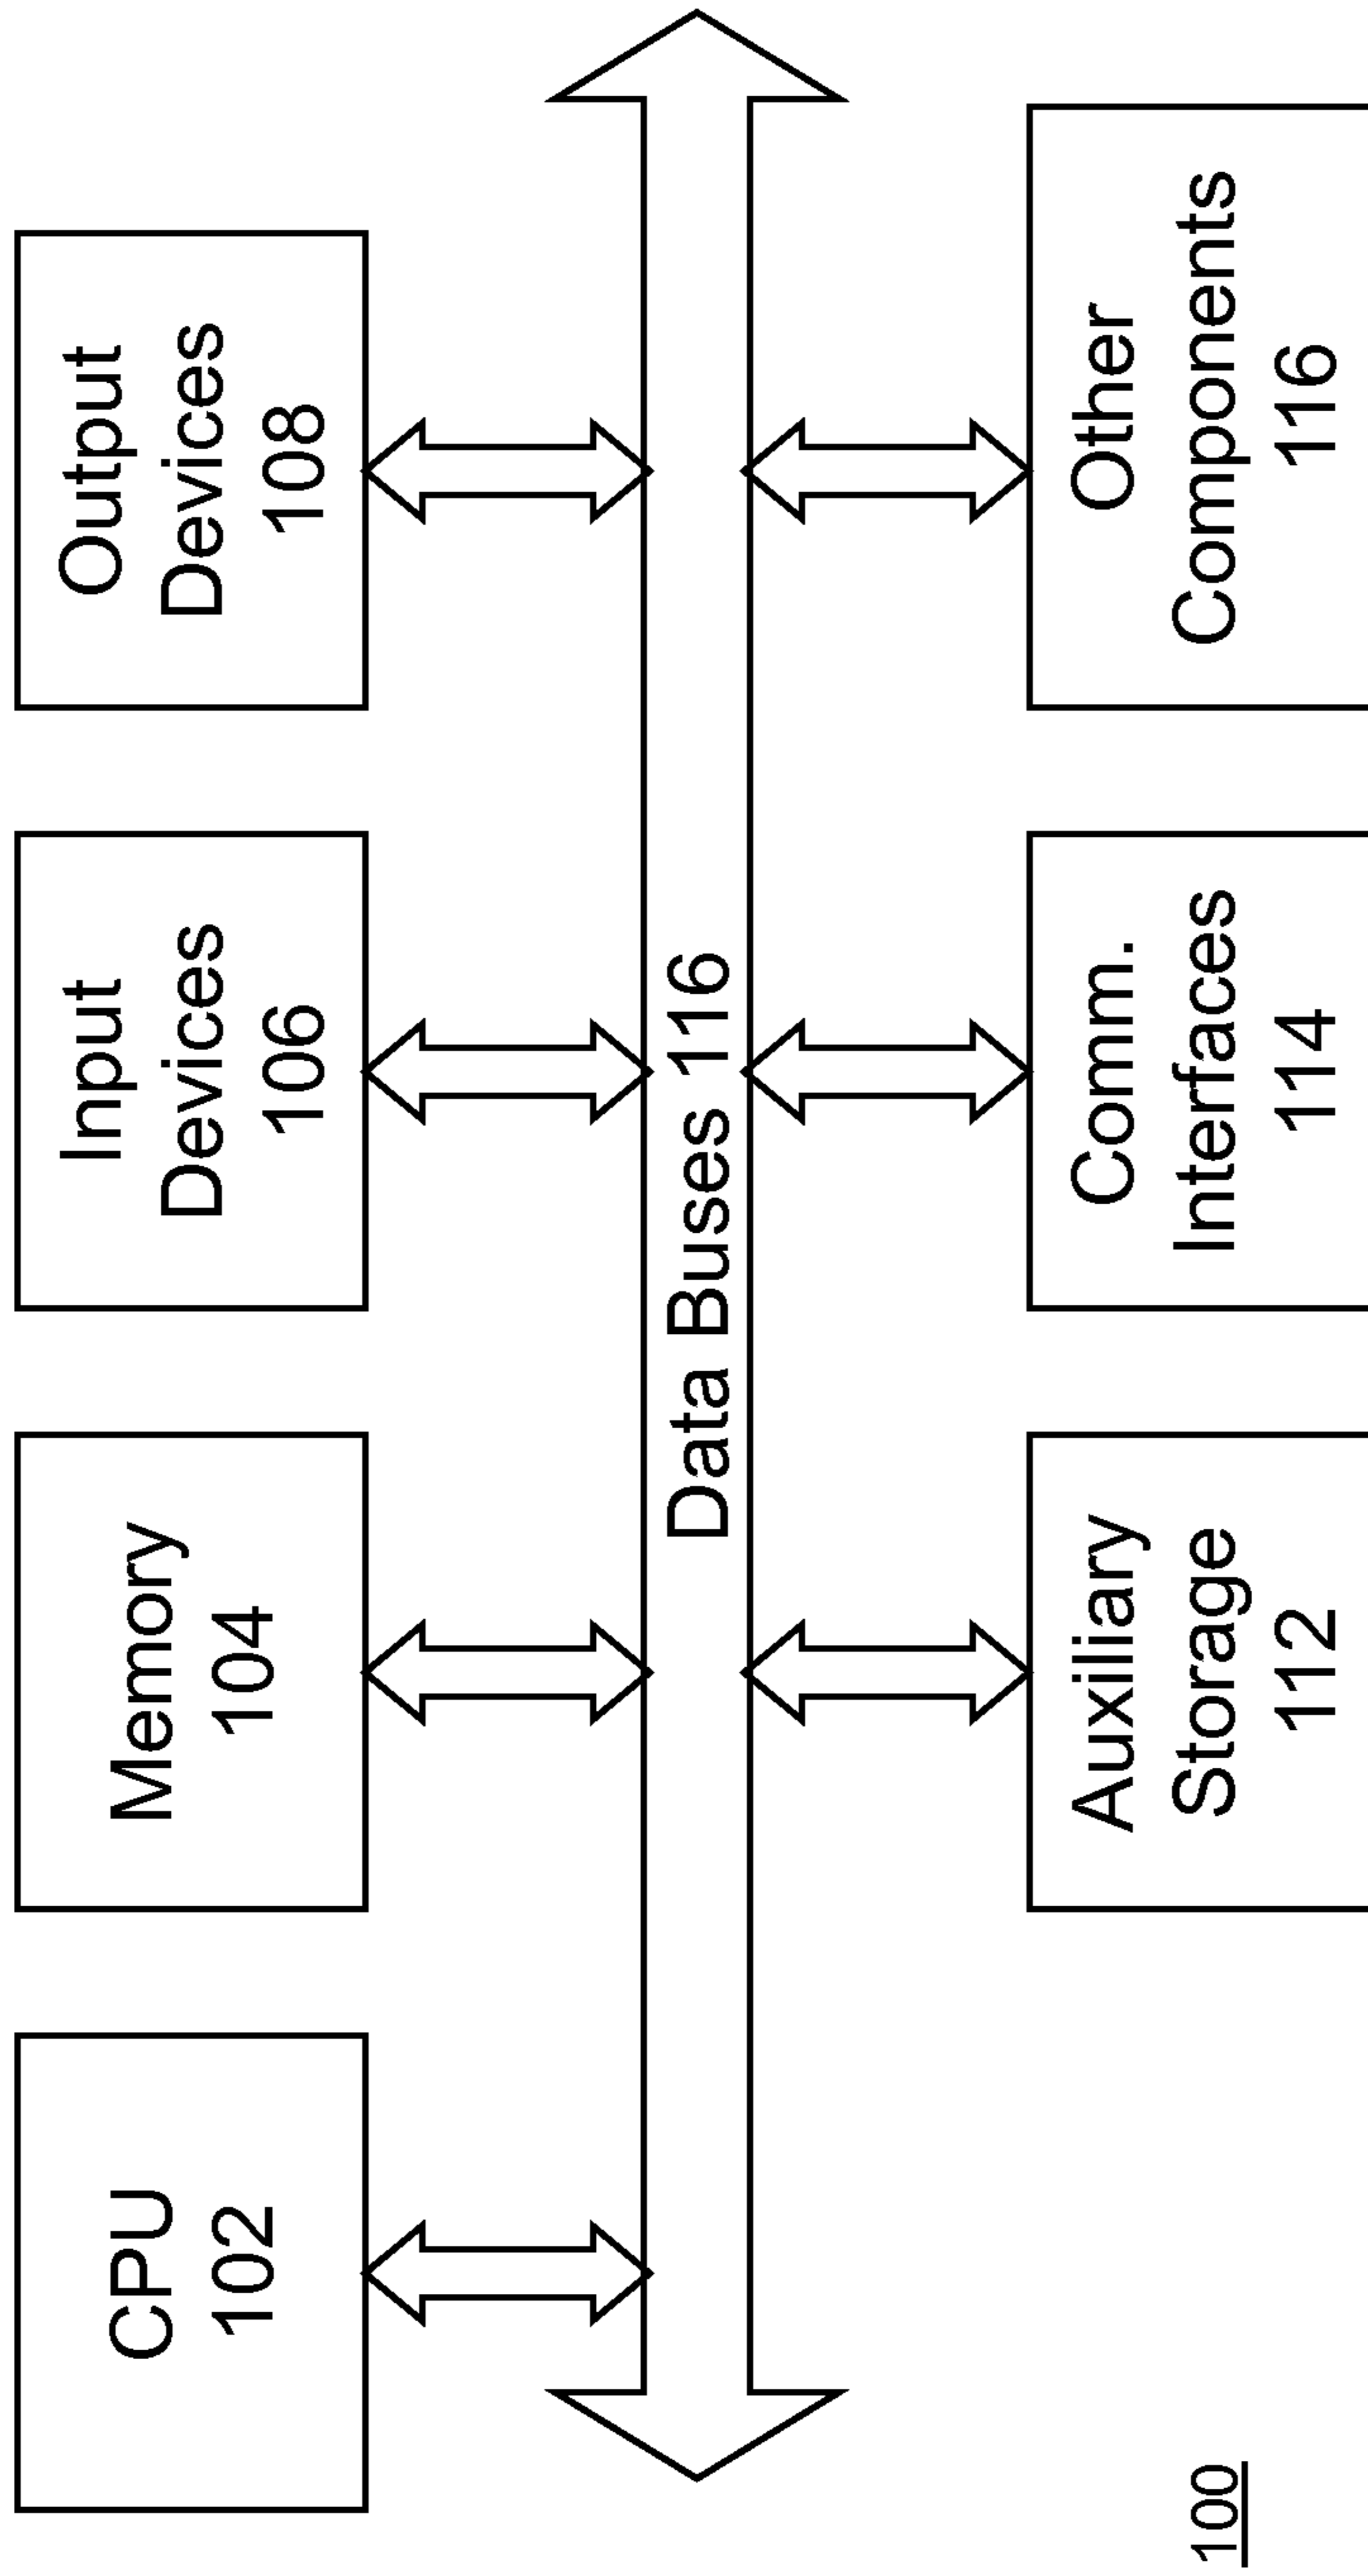 CPU
102
Memory
104
Input
Devices
106
Output
Devices
108
Data Buses 116
Auxiliary
Storage
112
Comm.
Interfaces
114
Other
Components
116
100